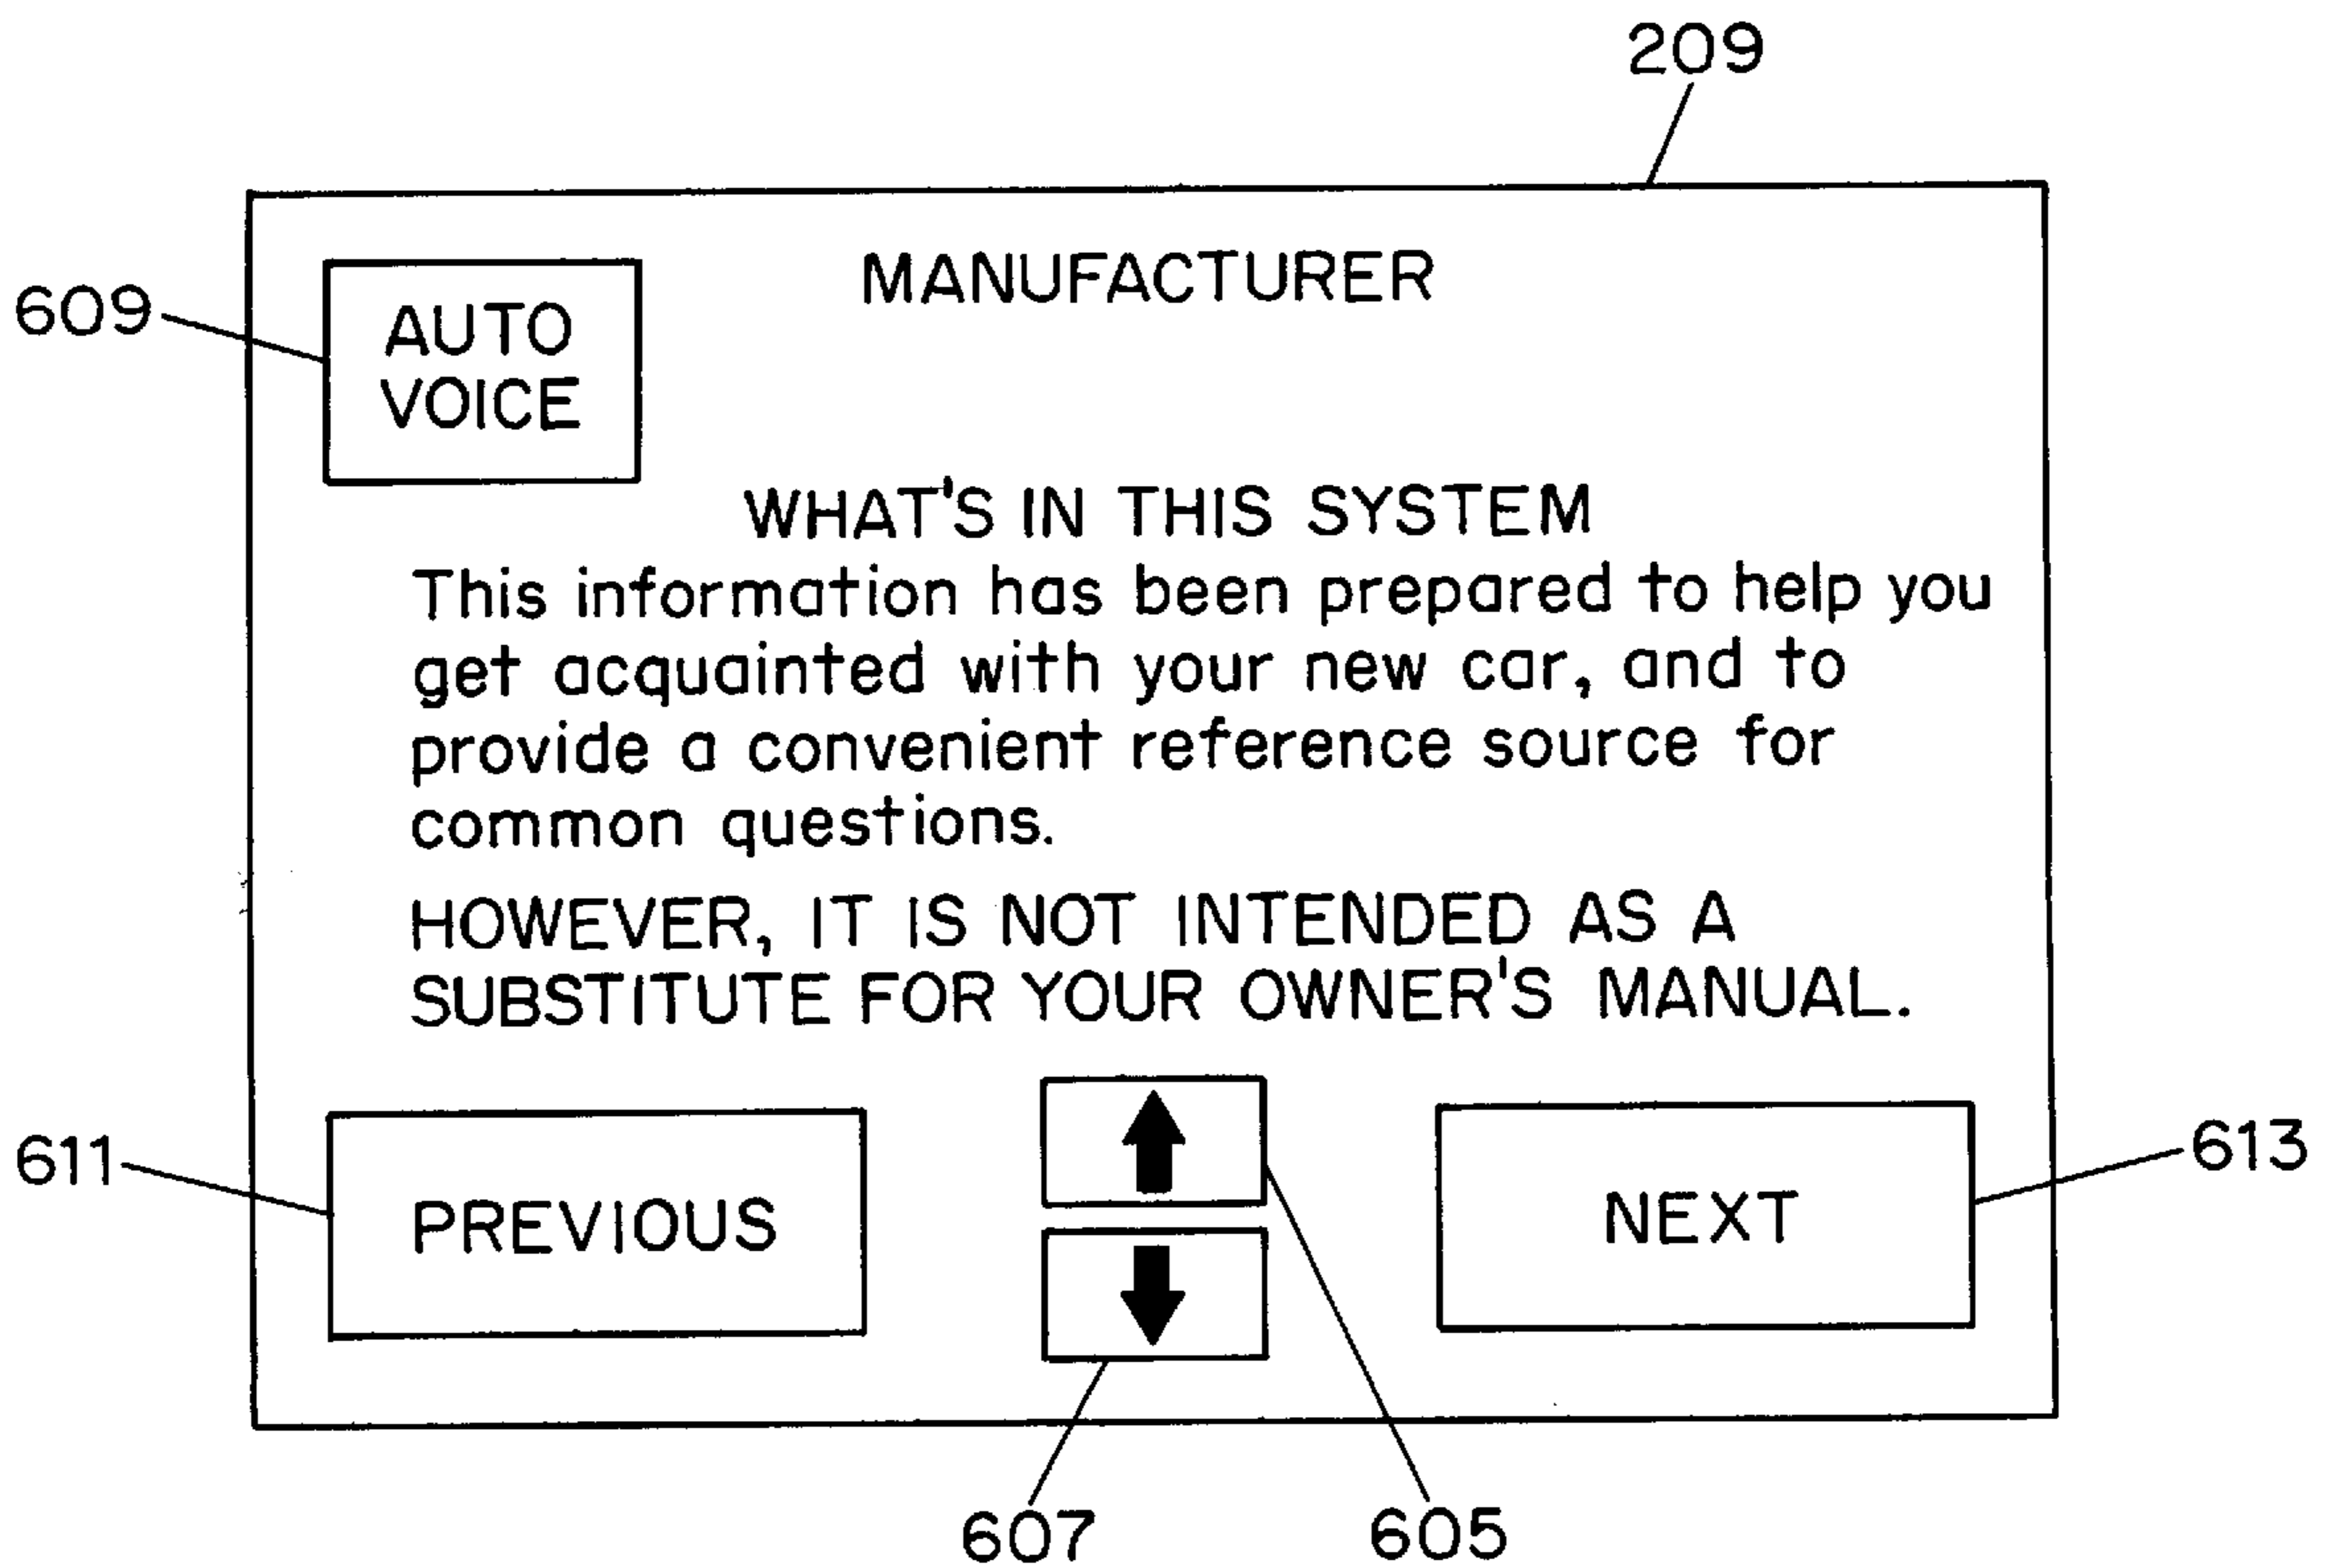 209
MANUFACTURER
609
AUTO
VOICE
WHAT'S IN THIS SYSTEM
This information has been prepared to help you
get acquainted with your new car, and to
provide a convenient reference source for
common questions.
HOWEVER, IT IS NOT INTENDED AS A
SUBSTITUTE FOR YOUR OWNER'S MANUAL.
611
PREVIOUS
NEXT
613
607
605